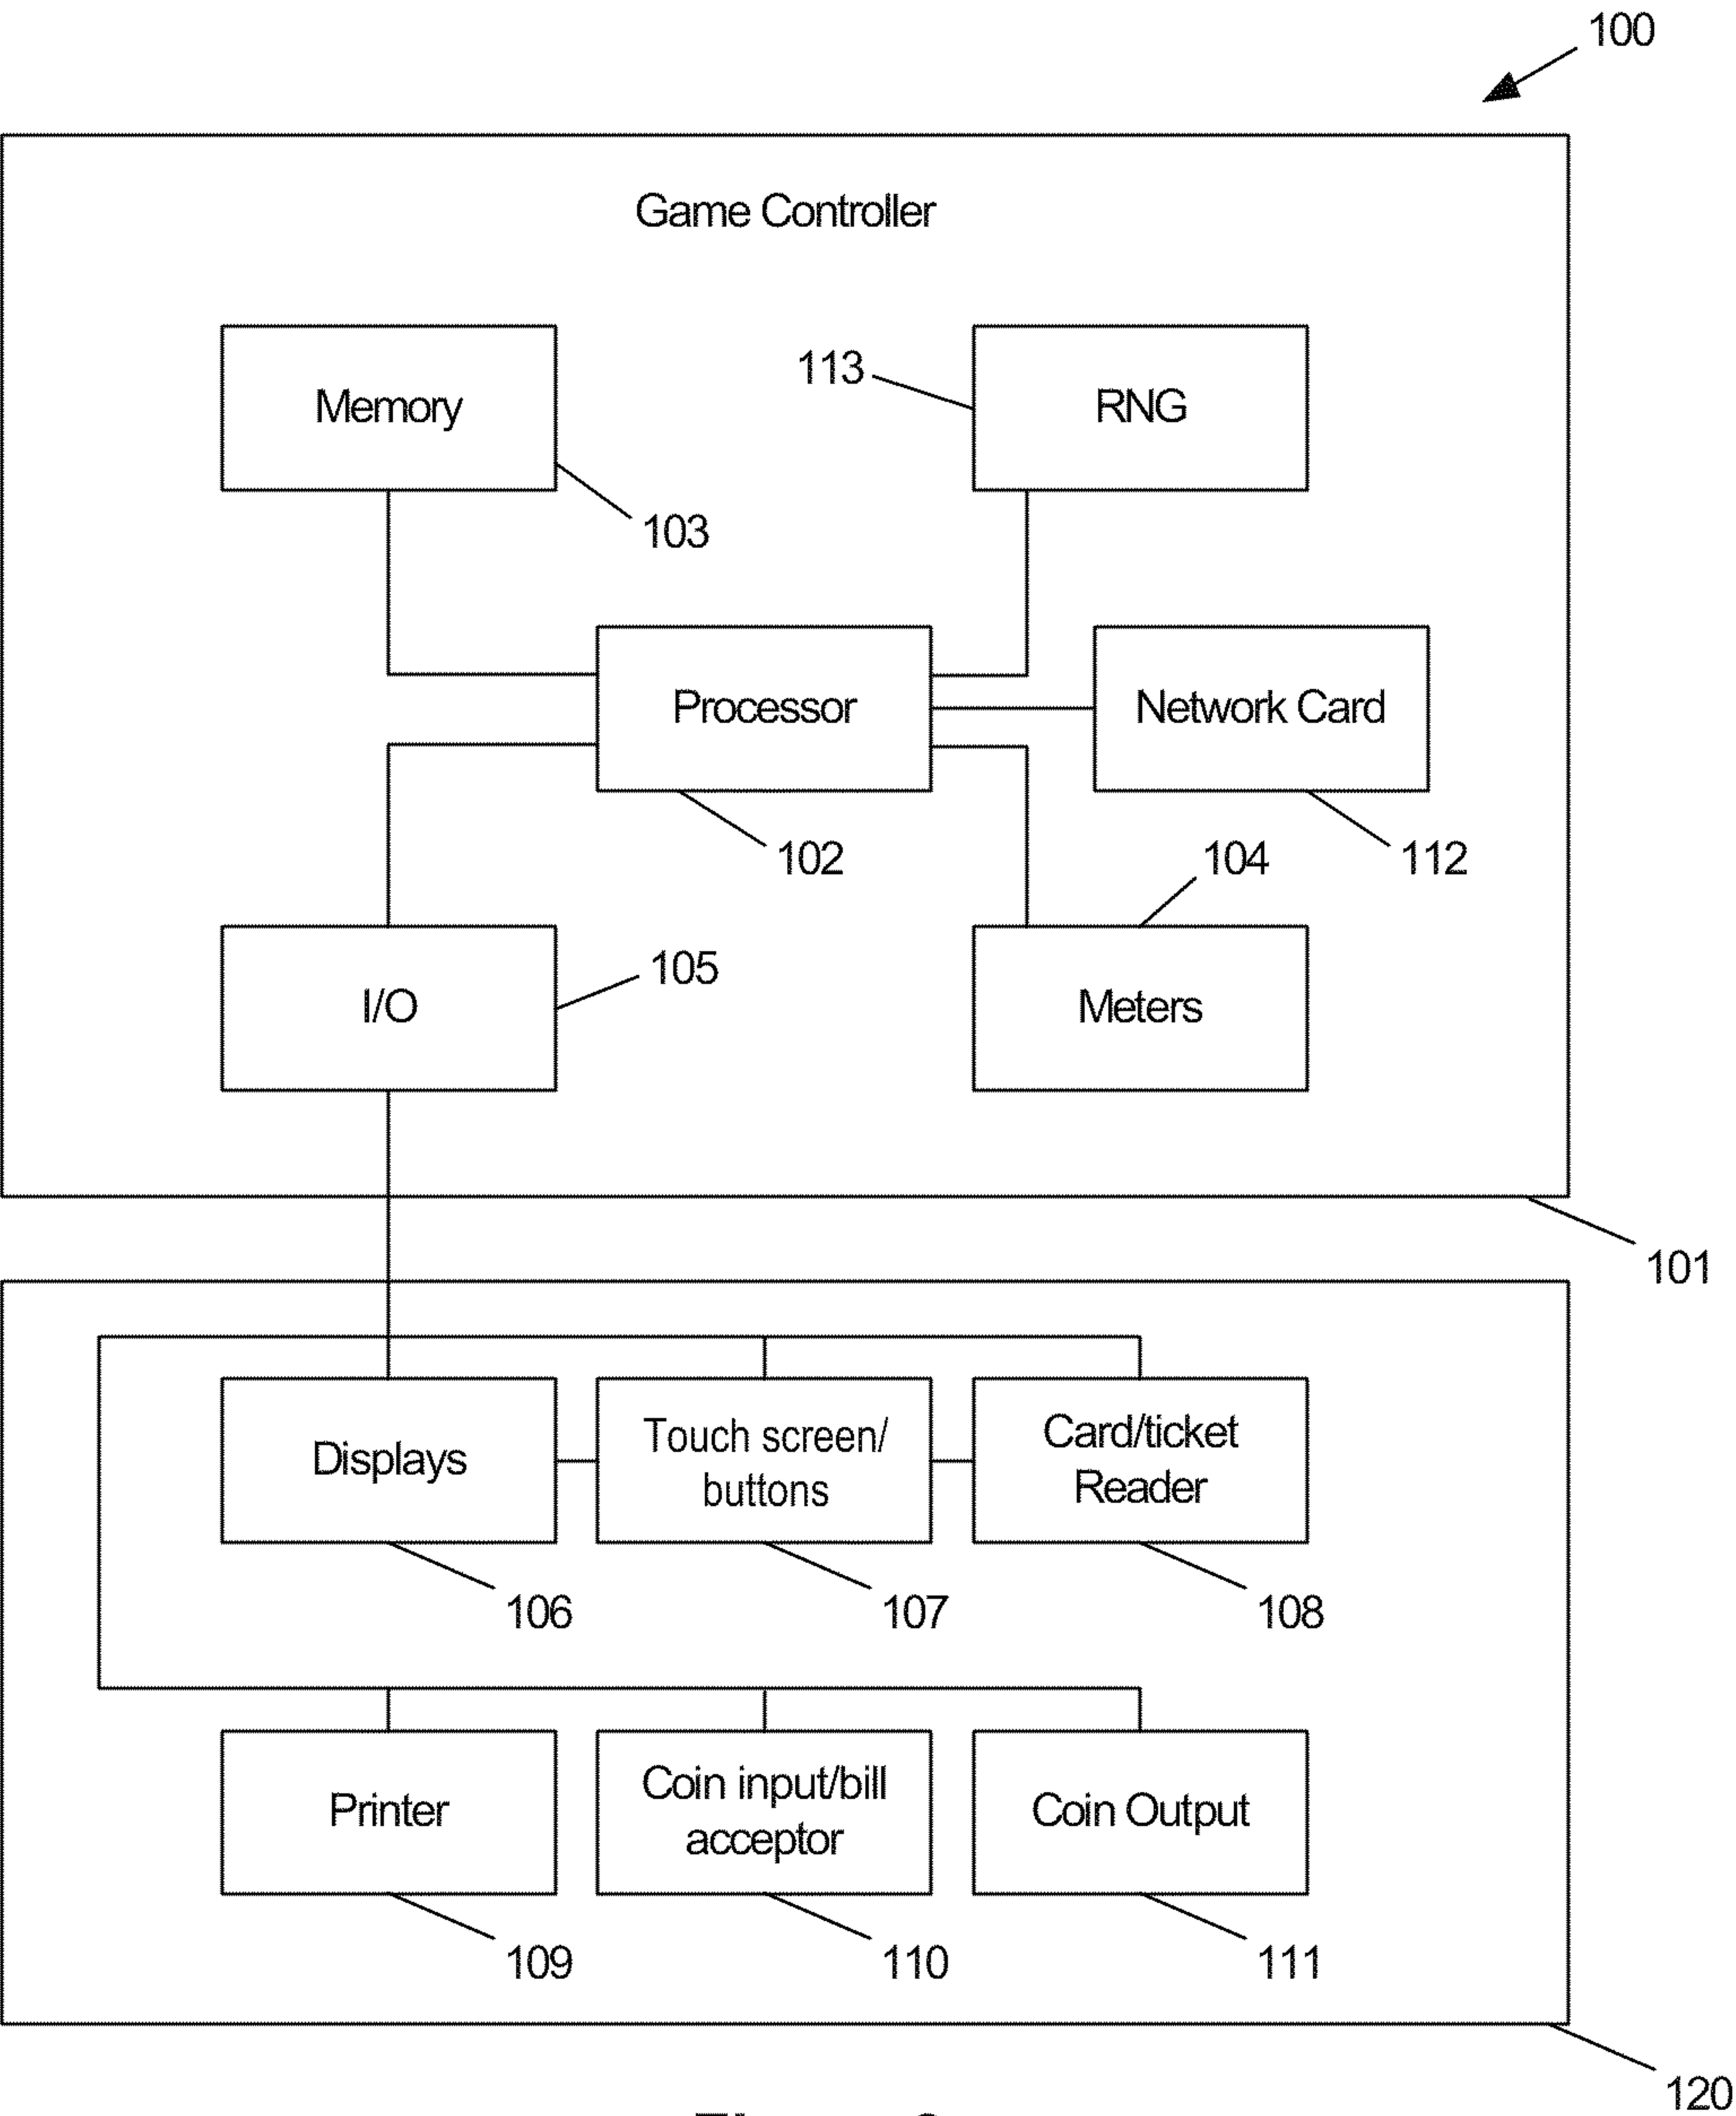 100
Game Controller
Memory
113
RNG
103
Processor
Network Card
102
104
112
I/O
105
Meters
101
Displays
Touch screen/
buttons
Card/ticket
Reader
106
107
108
Printer
Coin input/bill
acceptor
Coin Output
109
110
111
120